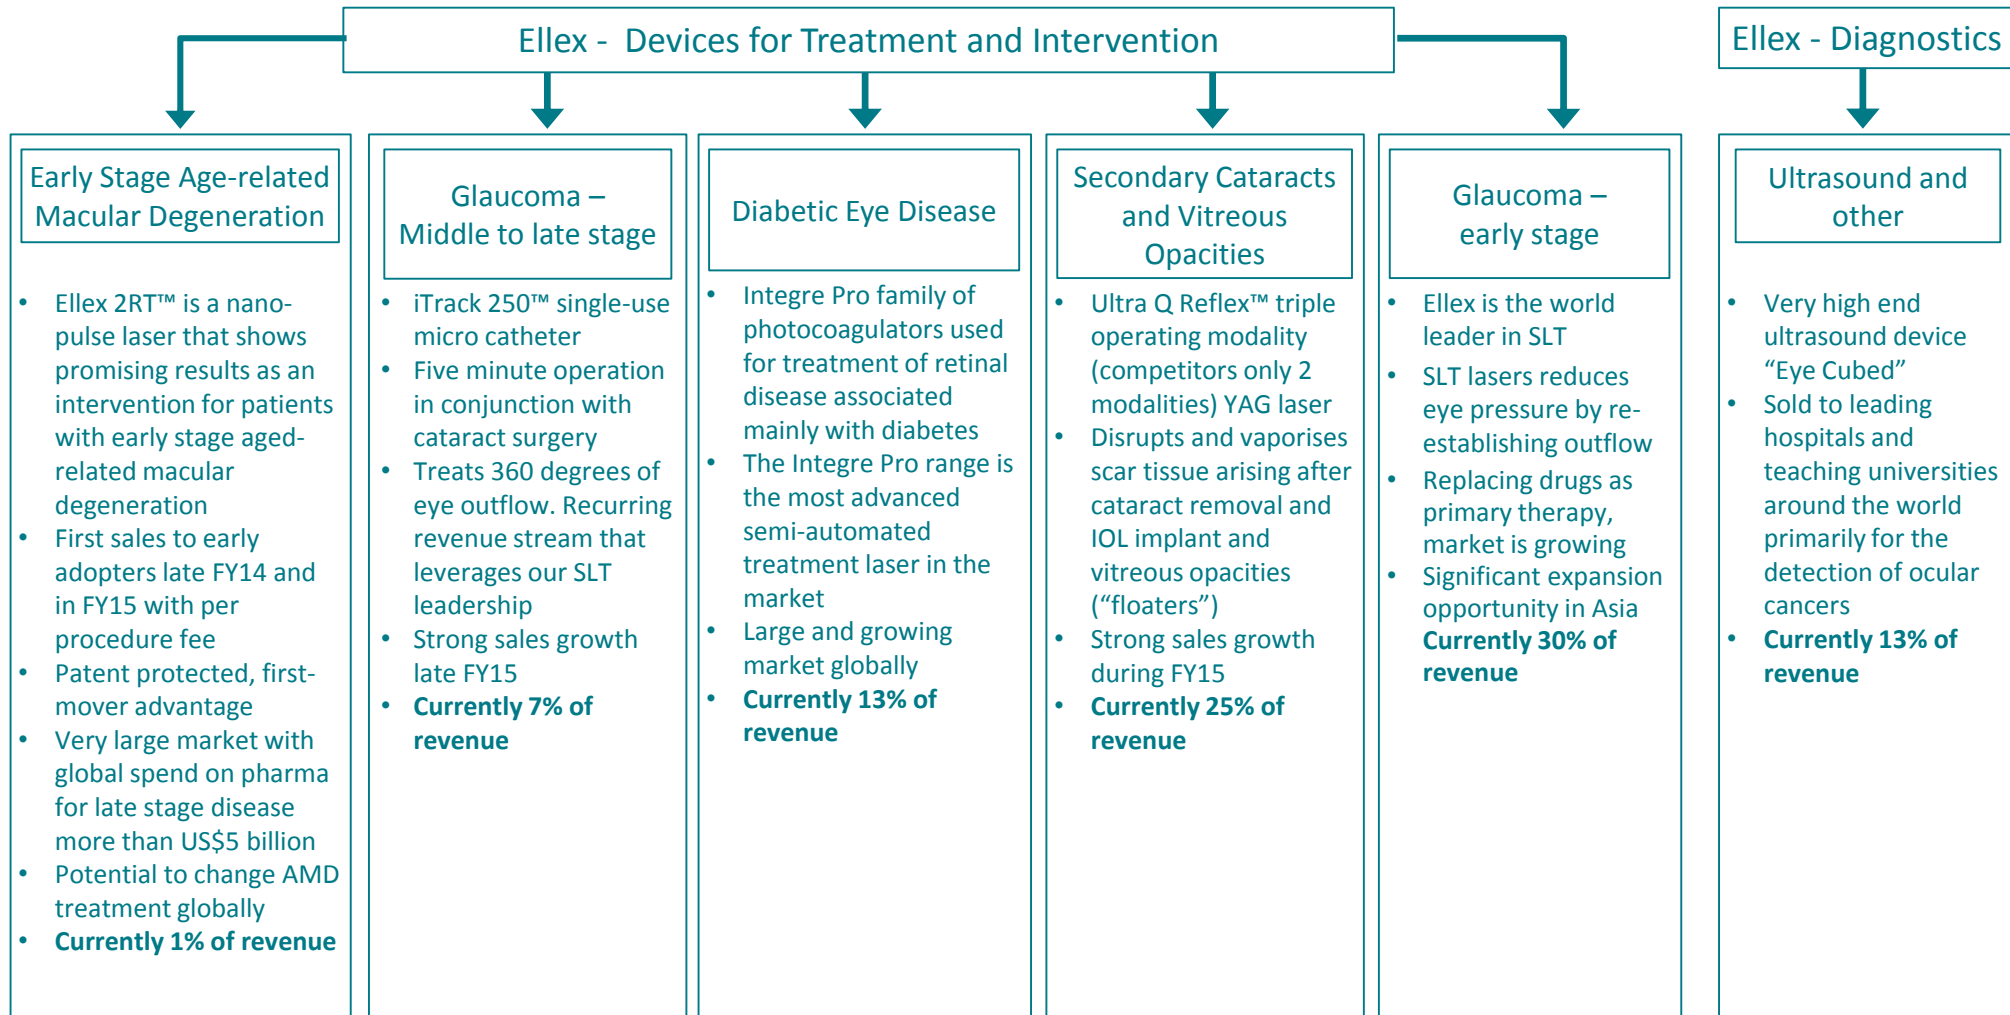 Ellex -  Devices for Treatment and Intervention
Ellex - Diagnostics
Early Stage Age-related
Macular Degeneration
• Ellex 2RT™ is a nano-
pulse laser that shows
promising results as an
intervention for patients
with early stage aged-
related macular
degeneration
• First sales to early
adopters late FY14 and
in FY15 with per
procedure fee
• Patent protected, first-
mover advantage
• Very large market with
global spend on pharma
for late stage disease
more than US$5 billion
• Potential to change AMD
treatment globally
• Currently 1% of revenue
Glaucoma –
Middle to late stage
• iTrack 250™ single-use
micro catheter
• Five minute operation
in conjunction with
cataract surgery
• Treats 360 degrees of
eye outflow. Recurring
revenue stream that
leverages our SLT
leadership
• Strong sales growth
late FY15
• Currently 7% of
revenue
Diabetic Eye Disease
• Integre Pro family of
photocoagulators used
for treatment of retinal
disease associated
mainly with diabetes
• The Integre Pro range is
the most advanced
semi-automated
treatment laser in the
market
• Large and growing
market globally
• Currently 13% of
revenue
Secondary Cataracts
and Vitreous
Opacities
• Ultra Q Reflex™ triple
operating modality
(competitors only 2
modalities) YAG laser
• Disrupts and vaporises
scar tissue arising after
cataract removal and
IOL implant and
vitreous opacities
(“floaters”)
• Strong sales growth
during FY15
• Currently 25% of
revenue
Glaucoma –
early stage
• Ellex is the world
leader in SLT
• SLT lasers reduces
eye pressure by re-
establishing outflow
• Replacing drugs as
primary therapy,
market is growing
• Significant expansion
opportunity in Asia
Currently 30% of
revenue
Ultrasound and
other
• Very high end
ultrasound device
“Eye Cubed”
• Sold to leading
hospitals and
teaching universities
around the world
primarily for the
detection of ocular
cancers
• Currently 13% of
revenue